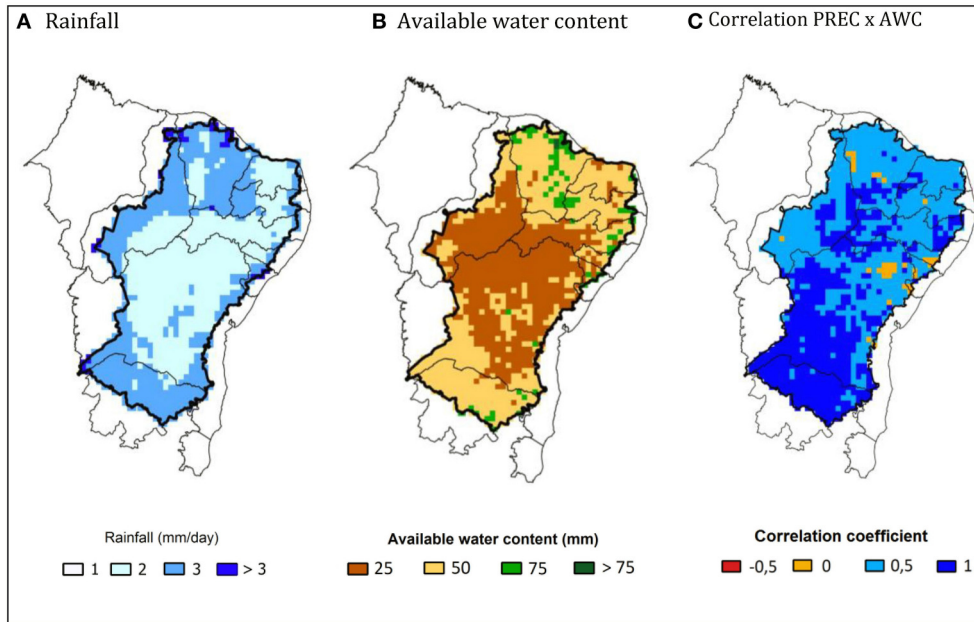 A Rainfall
B Available water content
C Correlation PREC x AWC
Rainfall (mm/day)
1 2 3 > 3
Available water content (mm)
25 50 75 > 75
Correlation coefficient
-0,5 0 0,5 1